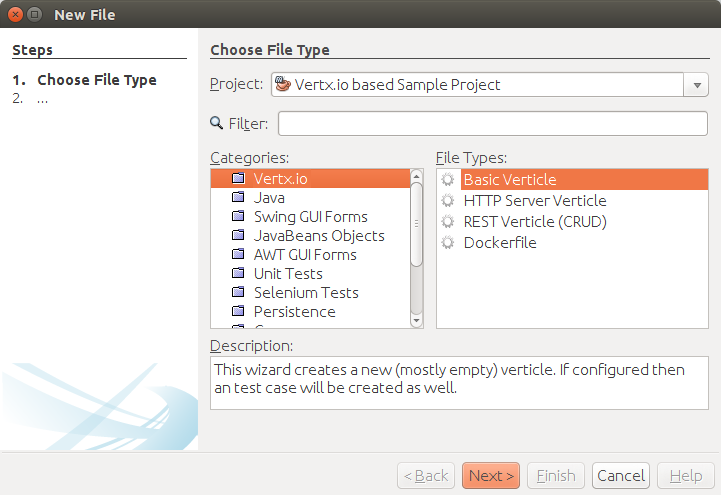 New File
Steps
1. Choose File Type
2. ...
Choose File Type
Project: Vertx.io based Sample Project
Filter:
Categories:
Vertx.io
Java
Swing GUI Forms
JavaBeans Objects
AWT GUI Forms
Unit Tests
Selenium Tests
Persistence
File Types:
Basic Verticle
HTTP Server Verticle
REST Verticle (CRUD)
Dockerfile
Description:
This wizard creates a new (mostly empty) verticle. If configured then
an test case will be created as well.
< Back Next > Finish Cancel Help